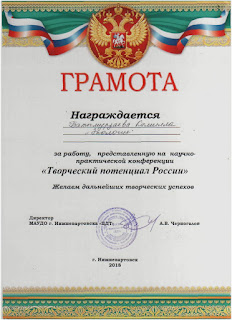 ГРАМОТА
Награждается
за работу, представленную на научно-
практической конференции
«Творческий потенциал России»
Желаем дальнейших творческих успехов
Директор
МАУДО г. Нижневартовска «ЦДТ» А.В. Черногалов
г. Нижневартовск
2016